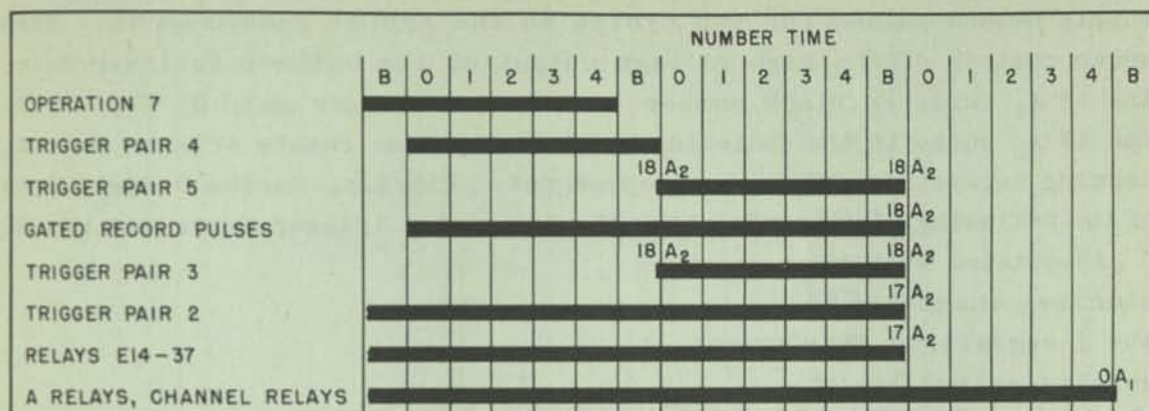 NUMBER TIME
B 0 1 2 3 4 B 0 1 2 3 4 B 0 1 2 3 4 B
OPERATION 7
TRIGGER PAIR 4
18 A₂ 18 A₂
TRIGGER PAIR 5
18 A₂
GATED RECORD PULSES
18 A₂ 18 A₂
TRIGGER PAIR 3
17 A₂
TRIGGER PAIR 2
17 A₂
RELAYS E14-37
0 A₁
A RELAYS, CHANNEL RELAYS